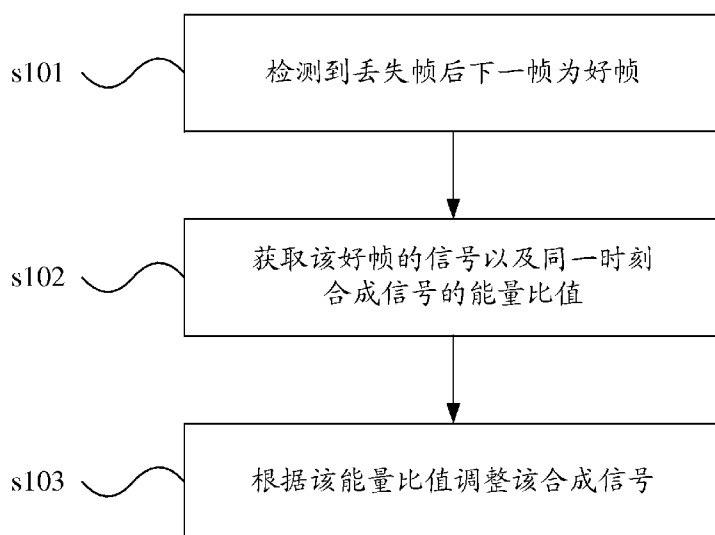 s101
检测到丢失帧后下一帧为好帧
s102
获取该好帧的信号以及同一时刻
合成信号的能量比值
s103
根据该能量比值调整该合成信号